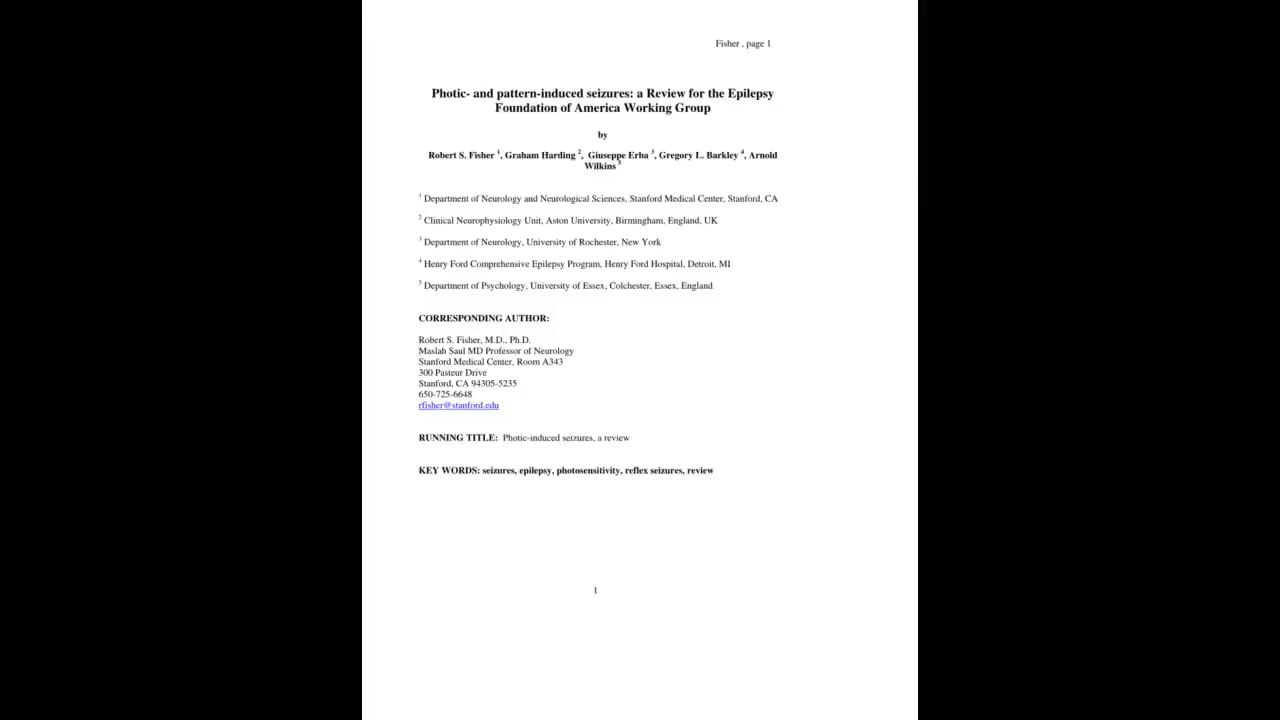 Fisher , page 1
Photic- and pattern-induced seizures: a Review for the Epilepsy
Foundation of America Working Group
by
Robert S. Fisher 1, Graham Harding 2, Giuseppe Erba 3, Gregory L. Barkley 4, Arnold
Wilkins 5
1 Department of Neurology and Neurological Sciences, Stanford Medical Center, Stanford, CA
2 Clinical Neurophysiology Unit, Aston University, Birmingham, England, UK
3 Department of Neurology, University of Rochester, New York
4 Henry Ford Comprehensive Epilepsy Program, Henry Ford Hospital, Detroit, MI
5 Department of Psychology, University of Essex, Colchester, Essex, England
CORRESPONDING AUTHOR:
Robert S. Fisher, M.D., Ph.D.
Maslah Saul MD Professor of Neurology
Stanford Medical Center, Room A343
300 Pasteur Drive
Stanford, CA 94305-5235
650-725-6648
rfisher@stanford.edu
RUNNING TITLE: Photic-induced seizures, a review
KEY WORDS: seizures, epilepsy, photosensitivity, reflex seizures, review
1